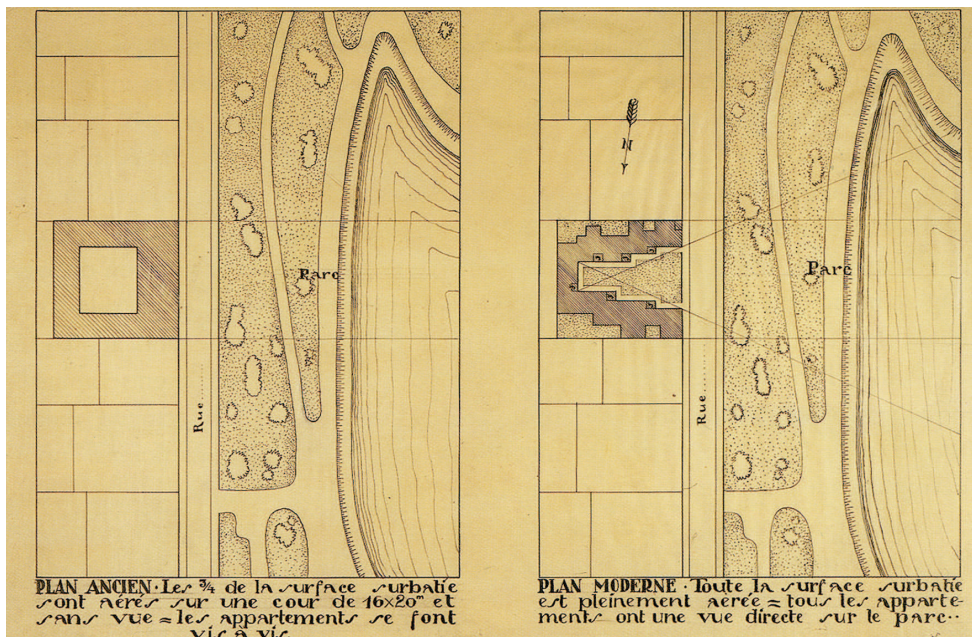 Parc
Rue
PLAN ANCIEN · Les ¾ de la surface surbatie
sont aérés sur une cour de 16x20ᵐ et
sans vue = les appartements se font
vis à vis
N
Parc
Rue
PLAN MODERNE · Toute la surface surbatie
est pleinement aérée = tous les apparte-
ments ont une vue directe sur le parc··